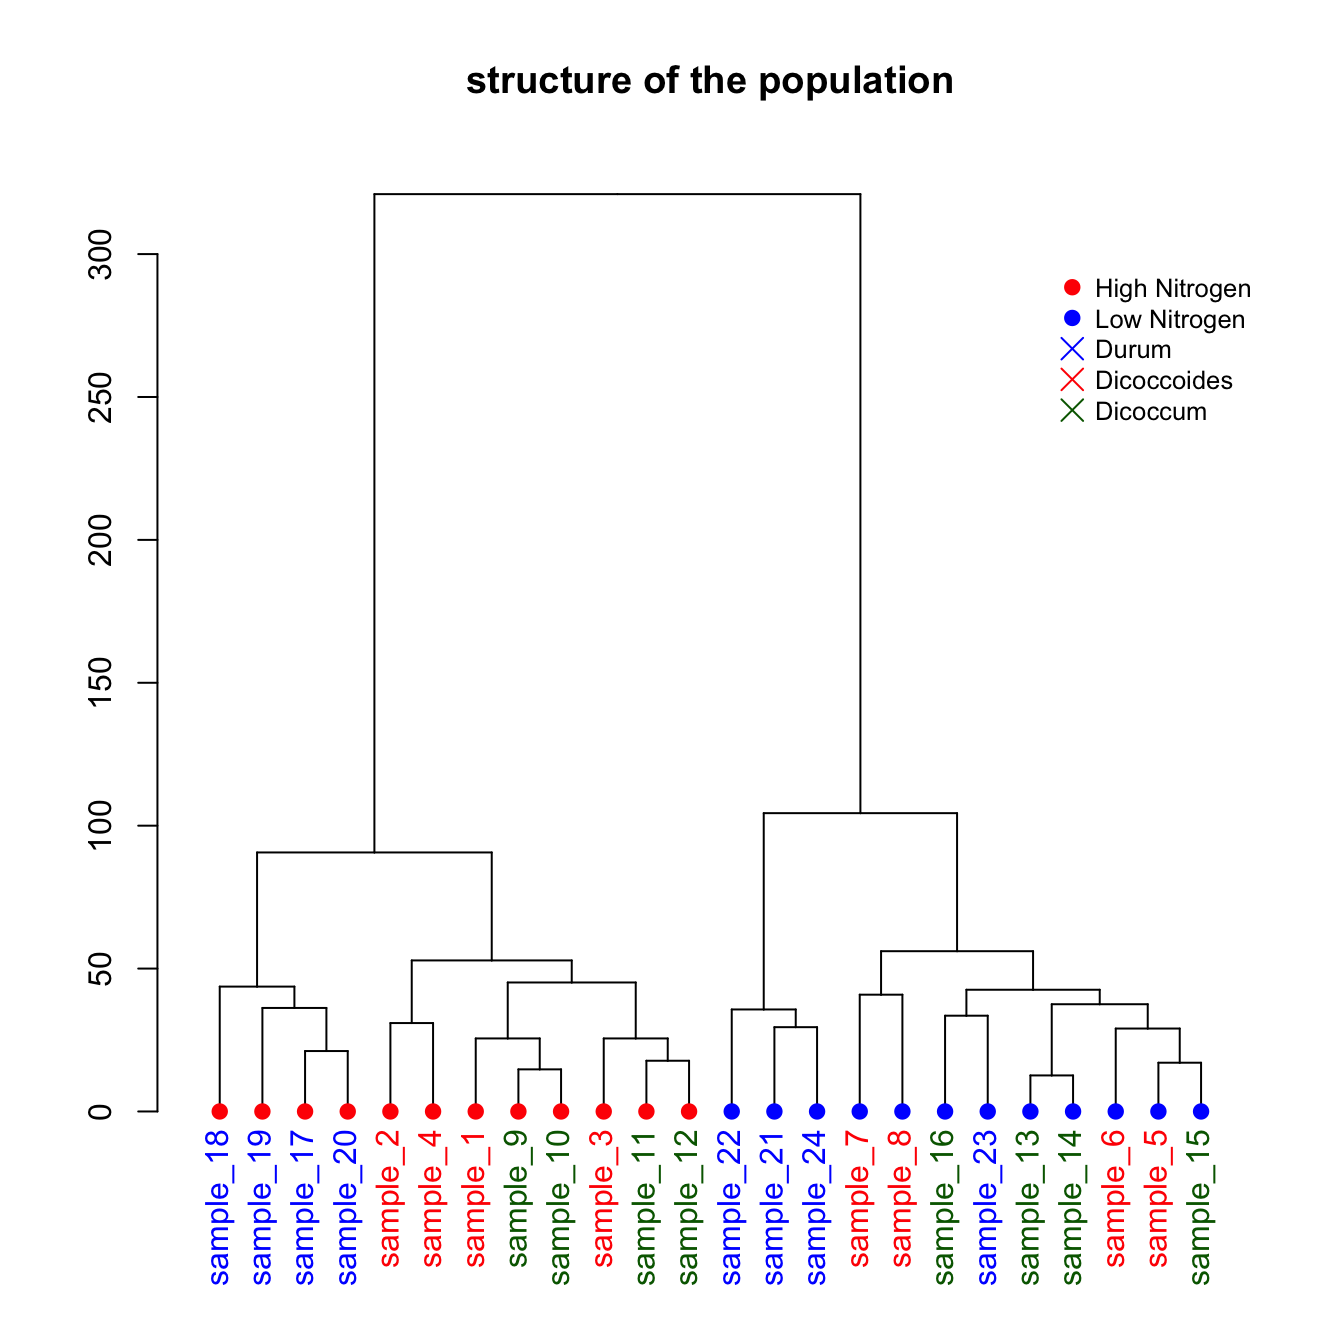 structure of the population
300
250
200
150
100
50
0
High Nitrogen
Low Nitrogen
Durum
Dicoccoides
Dicoccum
sample_18
sample_19
sample_17
sample_20
sample_2
sample_4
sample_1
sample_9
sample_10
sample_3
sample_11
sample_12
sample_22
sample_21
sample_24
sample_7
sample_8
sample_16
sample_23
sample_13
sample_14
sample_6
sample_5
sample_15